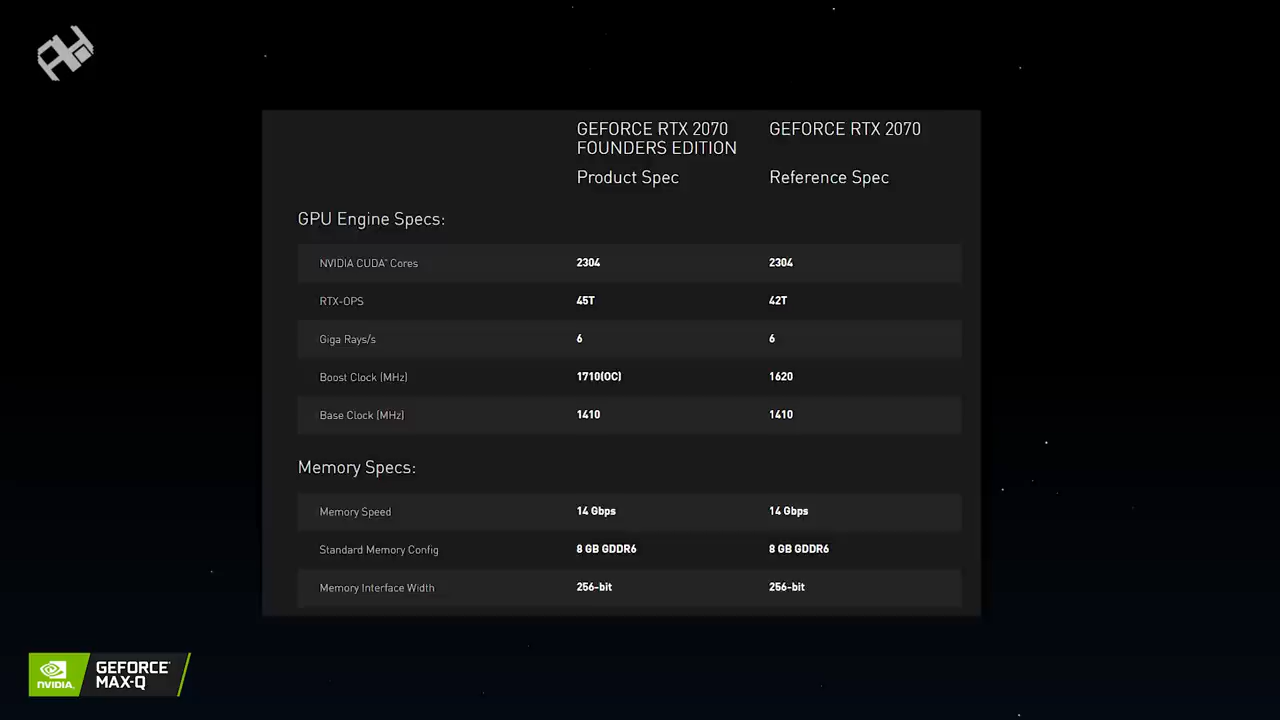 GEFORCE RTX 2070 FOUNDERS EDITION GEFORCE RTX 2070
Product Spec Reference Spec
GPU Engine Specs:
NVIDIA CUDA® Cores 2304 2304
RTX-OPS 45T 42T
Giga Rays/s 6 6
Boost Clock (MHz) 1710(OC) 1620
Base Clock (MHz) 1410 1410
Memory Specs:
Memory Speed 14 Gbps 14 Gbps
Standard Memory Config 8 GB GDDR6 8 GB GDDR6
Memory Interface Width 256-bit 256-bit
NVIDIA. GEFORCE® MAX-Q